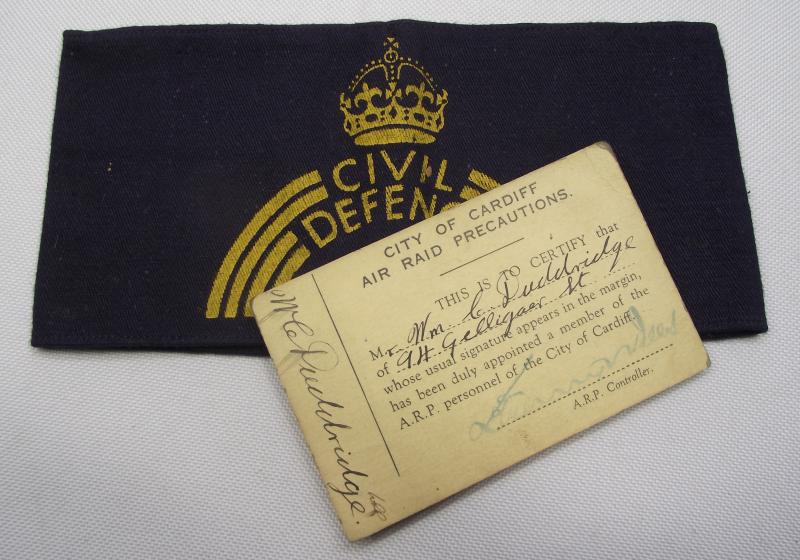 CIVIL
DEFENC
CITY OF CARDIFF
AIR RAID PRECAUTIONS.
THIS IS TO CERTIFY that
Mr. Wm. C. Duddridge
of 94 Gelligaer St
whose usual signature appears in the margin,
has been duly appointed a member of the
A.R.P. personnel of the City of Cardiff.
A.R.P. Controller.
Wm C Duddridge.